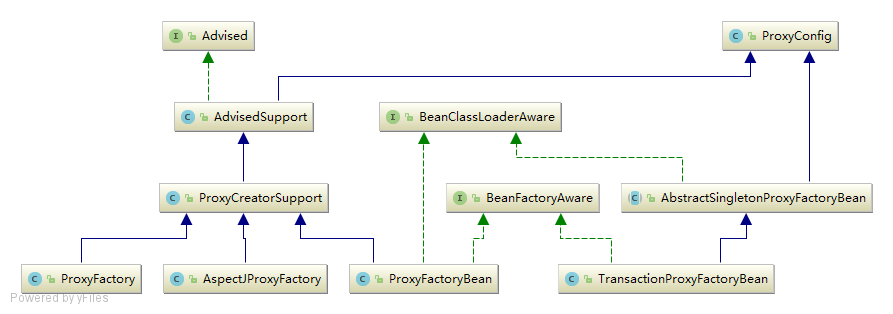 I Advised
C ProxyConfig
C AdvisedSupport
I BeanClassLoaderAware
C ProxyCreatorSupport
I BeanFactoryAware
C AbstractSingletonProxyFactoryBean
C ProxyFactory
C AspectJProxyFactory
C ProxyFactoryBean
C TransactionProxyFactoryBean
Powered by yFiles